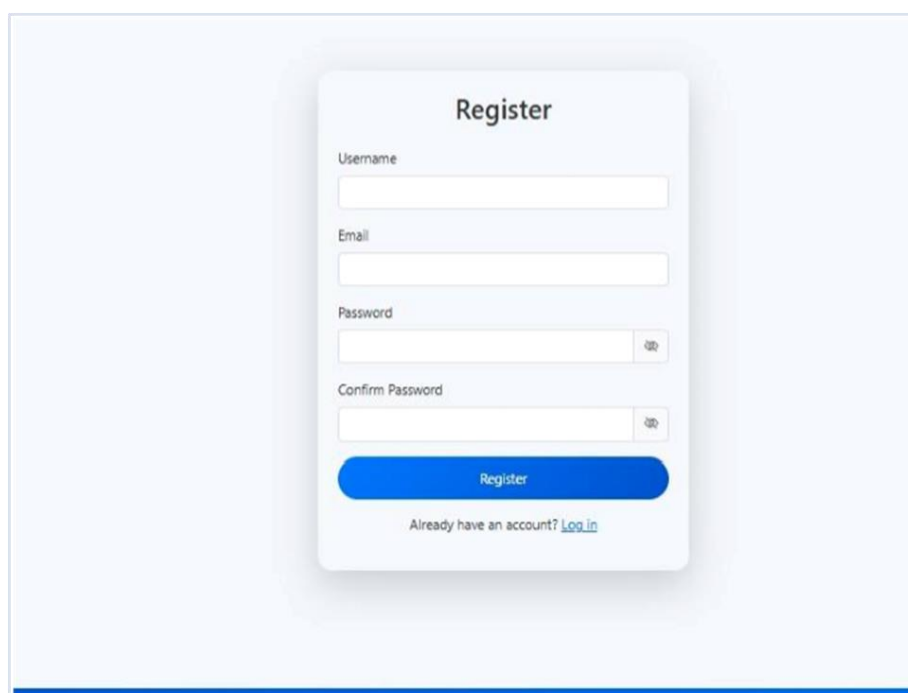 Register
Username
Email
Password
Confirm Password
Register
Already have an account? Log in